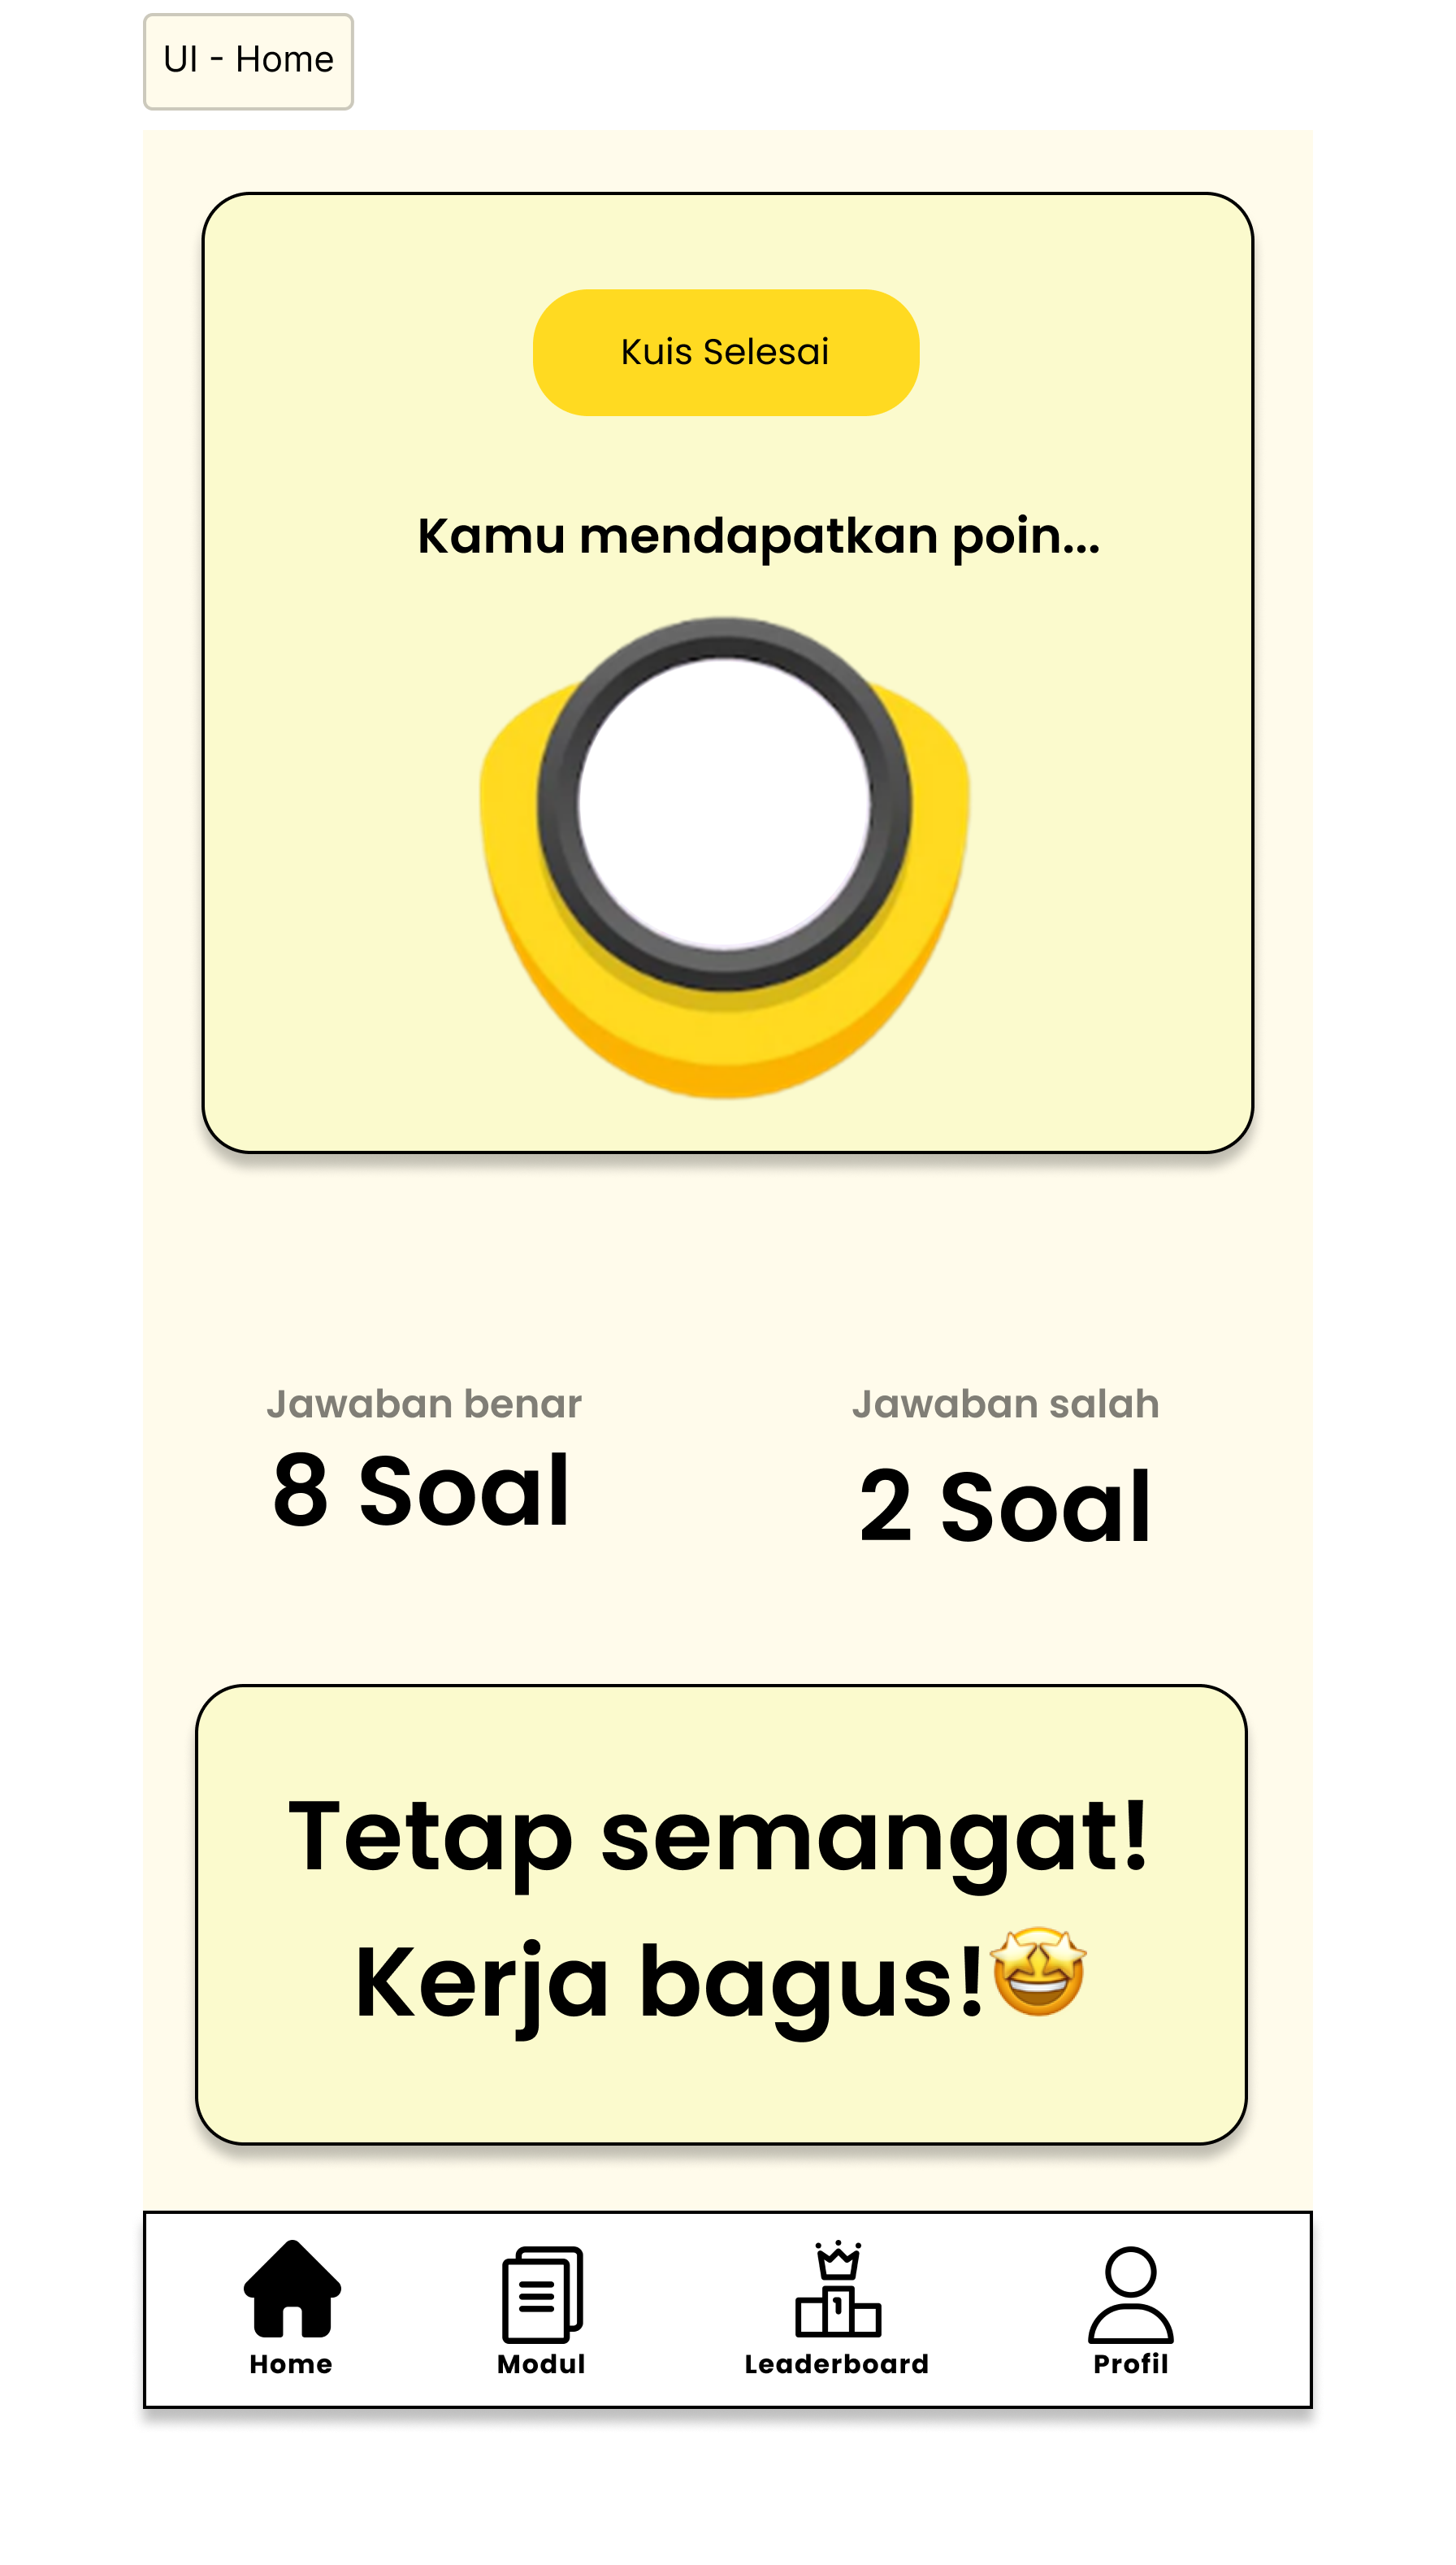 UI - Home
Kuis Selesai
Kamu mendapatkan poin...
Jawaban benar
Jawaban salah
8 Soal
2 Soal
Tetap semangat!
Kerja bagus!🤩
1
Home
Modul
Leaderboard
Profil